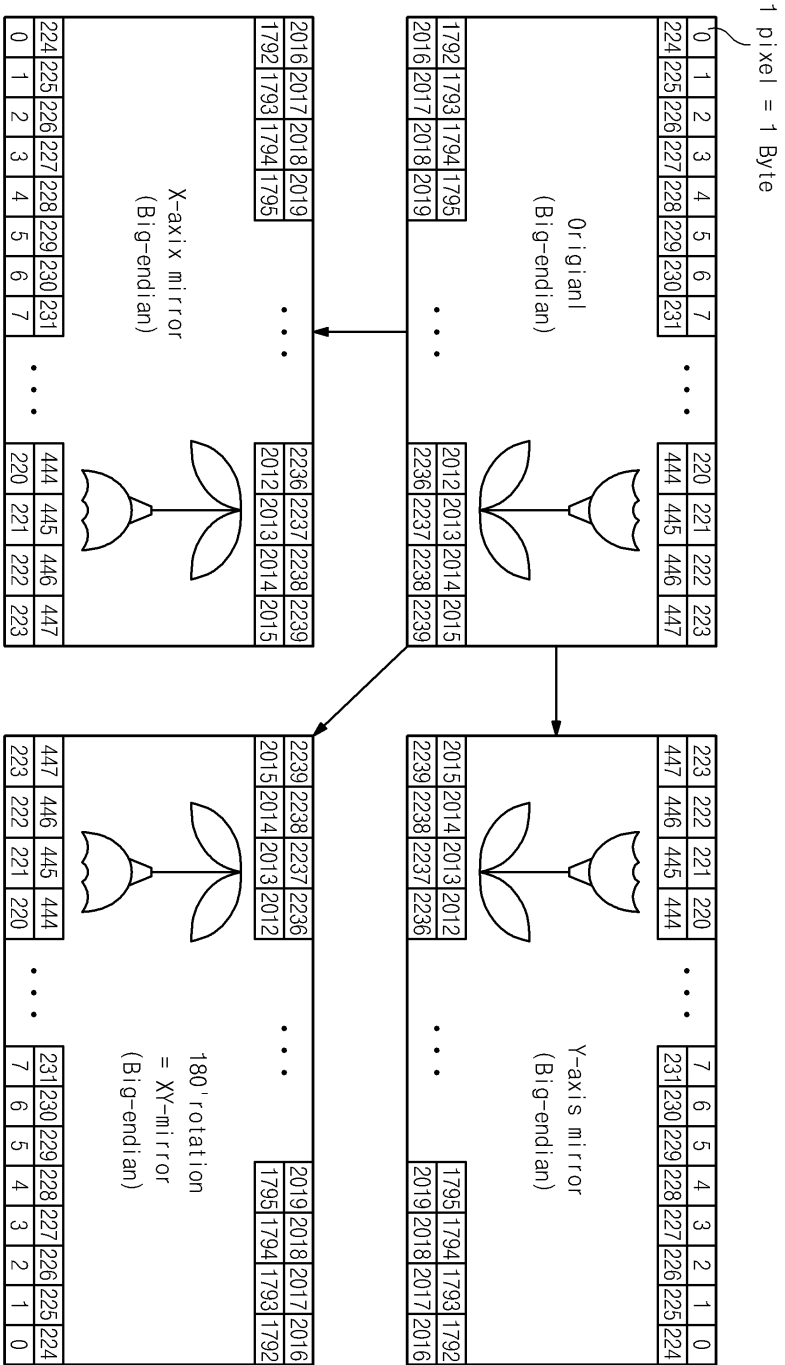 1 pixel = 1 Byte
0 1 2 3 4 5 6 7 ... 220 221 222 223
224 225 226 227 228 229 230 231 ... 444 445 446 447
Origianl
(Big-endian)
1792 1793 1794 1795 ... 2012 2013 2014 2015
2016 2017 2018 2019 ... 2236 2237 2238 2239
223 222 221 220 ... 7 6 5 4 3 2 1 0
447 446 445 444 ... 231 230 229 228 227 226 225 224
Y-axis mirror
(Big-endian)
2015 2014 2013 2012 ... 1795 1794 1793 1792
2239 2238 2237 2236 ... 2019 2018 2017 2016
2016 2017 2018 2019 ... 2236 2237 2238 2239
1792 1793 1794 1795 ... 2012 2013 2014 2015
X-axix mirror
(Big-endian)
224 225 226 227 228 229 230 231 ... 444 445 446 447
0 1 2 3 4 5 6 7 ... 220 221 222 223
2239 2238 2237 2236 ... 2019 2018 2017 2016
2015 2014 2013 2012 ... 1795 1794 1793 1792
180'rotation
= XY-mirror
(Big-endian)
447 446 445 444 ... 231 230 229 228 227 226 225 224
223 222 221 220 ... 7 6 5 4 3 2 1 0